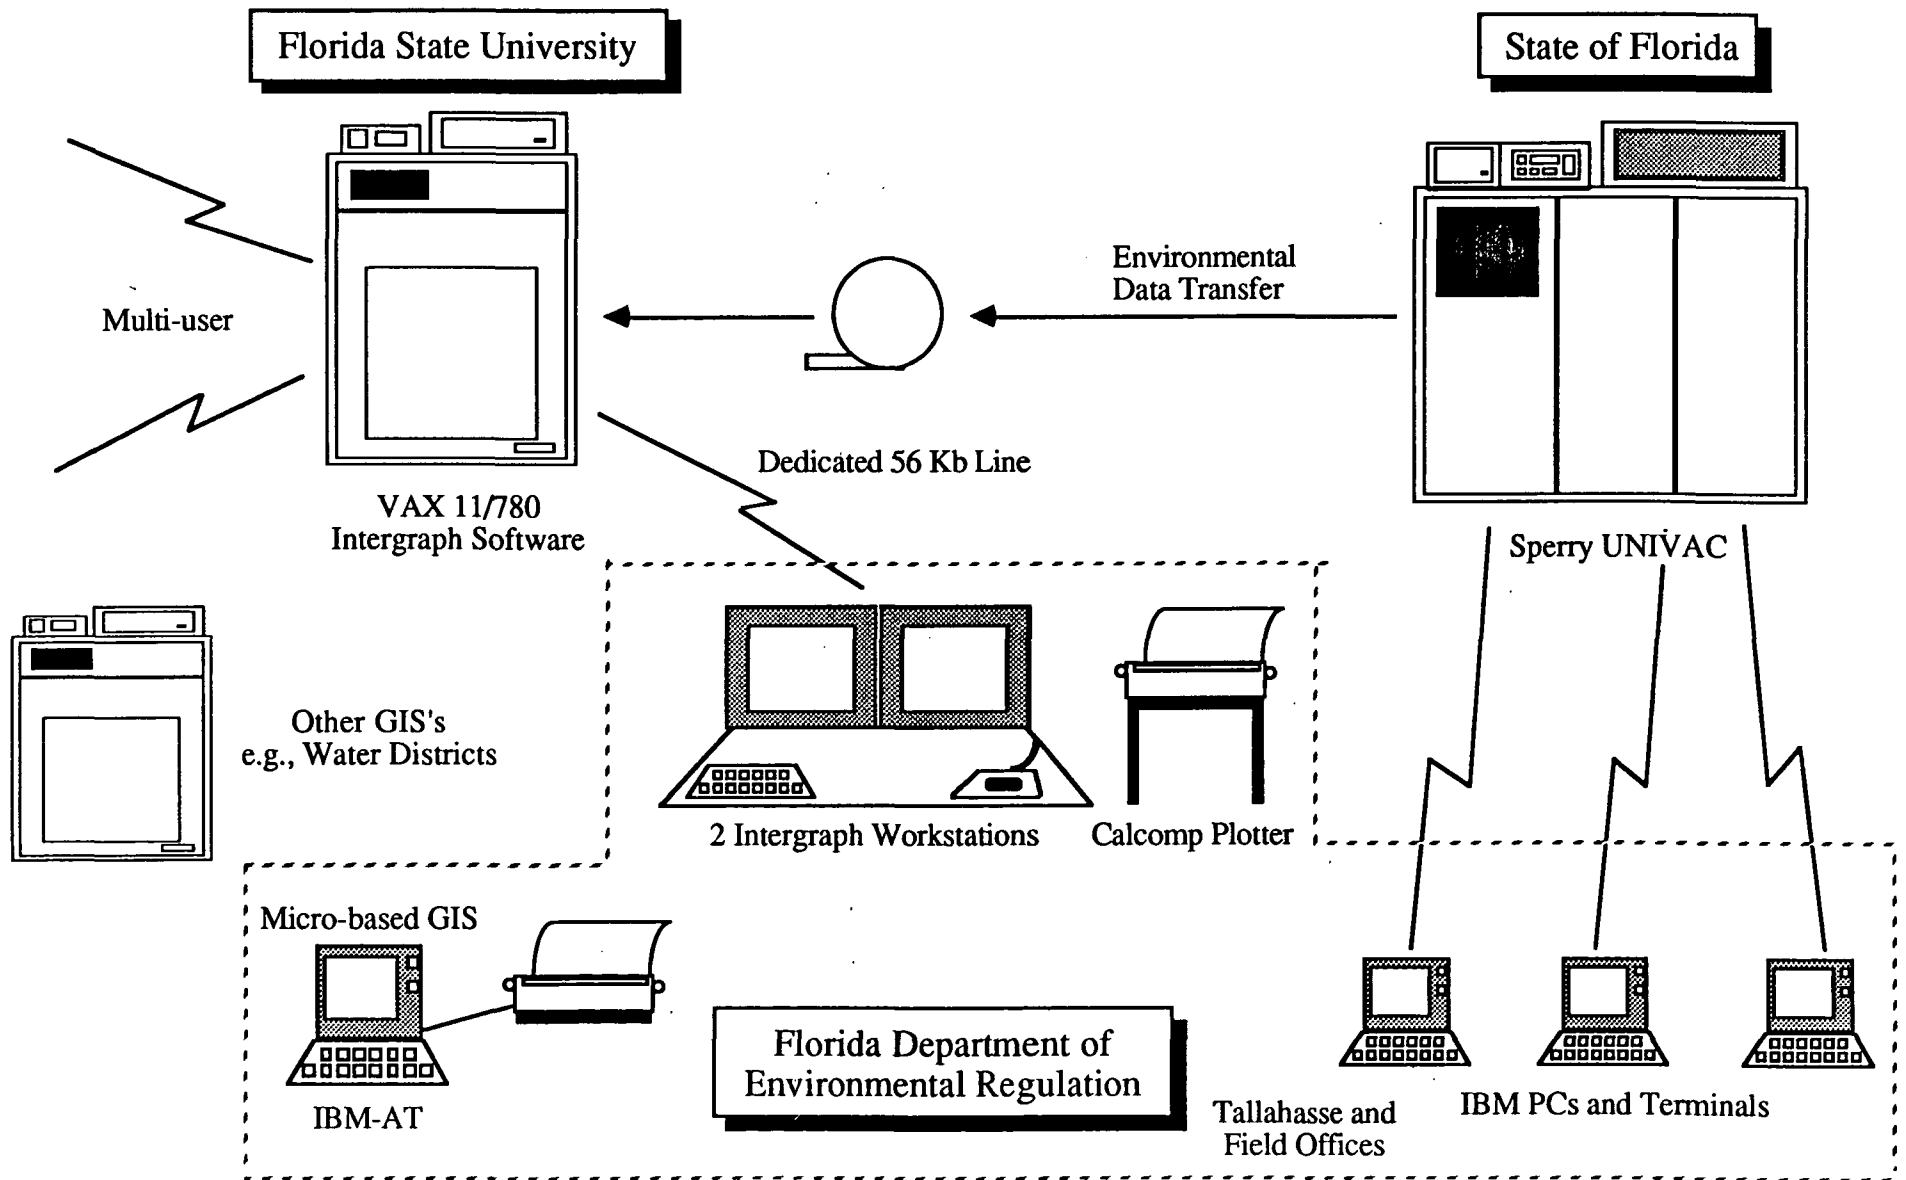 Florida State University
State of Florida
Environmental
Data Transfer
Multi-user
Dedicated 56 Kb Line
VAX 11/780
Intergraph Software
Sperry UNIVAC
Other GIS's
e.g., Water Districts
2 Intergraph Workstations
Calcomp Plotter
Micro-based GIS
IBM-AT
Florida Department of
Environmental Regulation
Tallahasse and
Field Offices
IBM PCs and Terminals